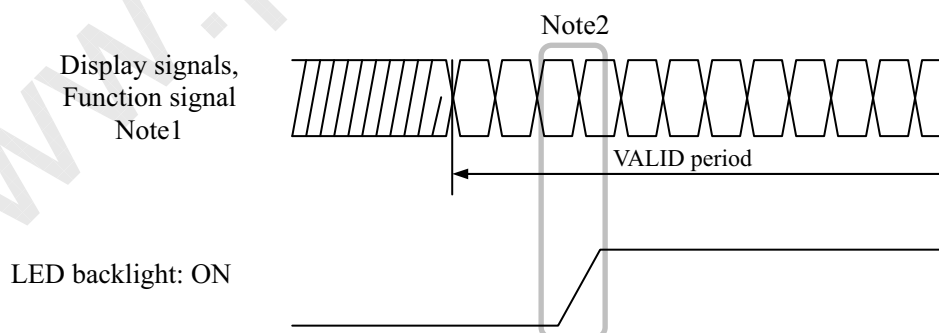 Note2
Display signals,
Function signal
Note1
VALID period
LED backlight: ON